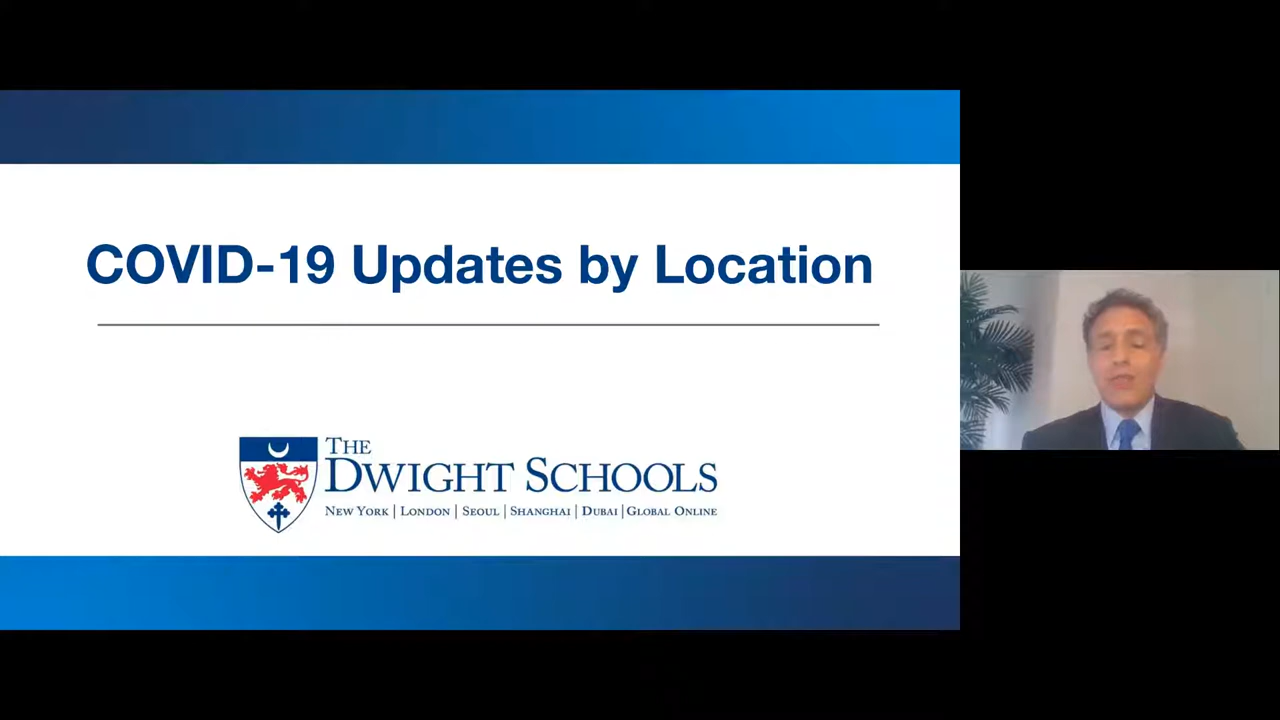 COVID-19 Updates by Location
THE
DWIGHT SCHOOLS
NEW YORK | LONDON | SEOUL | SHANGHAI | DUBAI | GLOBAL ONLINE